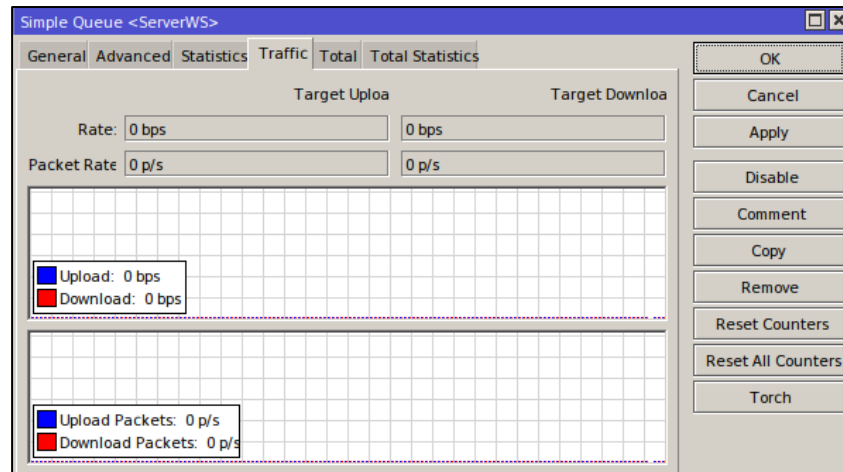 Simple Queue <ServerWS>
General Advanced Statistics Traffic Total Total Statistics
Target Uploa Target Downloa
Rate: 0 bps 0 bps
Packet Rate 0 p/s 0 p/s
Upload: 0 bps
Download: 0 bps
Upload Packets: 0 p/s
Download Packets: 0 p/s
OK
Cancel
Apply
Disable
Comment
Copy
Remove
Reset Counters
Reset All Counters
Torch